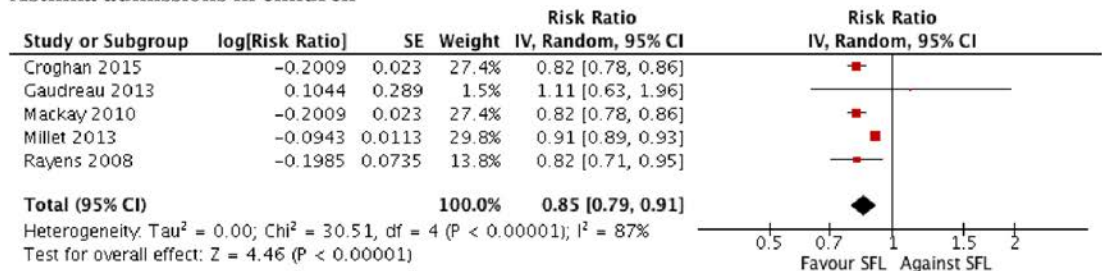 Risk Ratio Risk Ratio
Study or Subgroup log[Risk Ratio] SE Weight IV, Random, 95% CI IV, Random, 95% CI
Croghan 2015 −0.2009 0.023 27.4% 0.82 [0.78, 0.86]
Gaudreau 2013 0.1044 0.289 1.5% 1.11 [0.63, 1.96]
Mackay 2010 −0.2009 0.023 27.4% 0.82 [0.78, 0.86]
Millet 2013 −0.0943 0.0113 29.8% 0.91 [0.89, 0.93]
Rayens 2008 −0.1985 0.0735 13.8% 0.82 [0.71, 0.95]
Total (95% CI) 100.0% 0.85 [0.79, 0.91]
Heterogeneity: Tau² = 0.00; Chi² = 30.51, df = 4 (P < 0.00001); I² = 87%
Test for overall effect: Z = 4.46 (P < 0.00001)
0.5 0.7 1 1.5 2
Favour SFL Against SFL